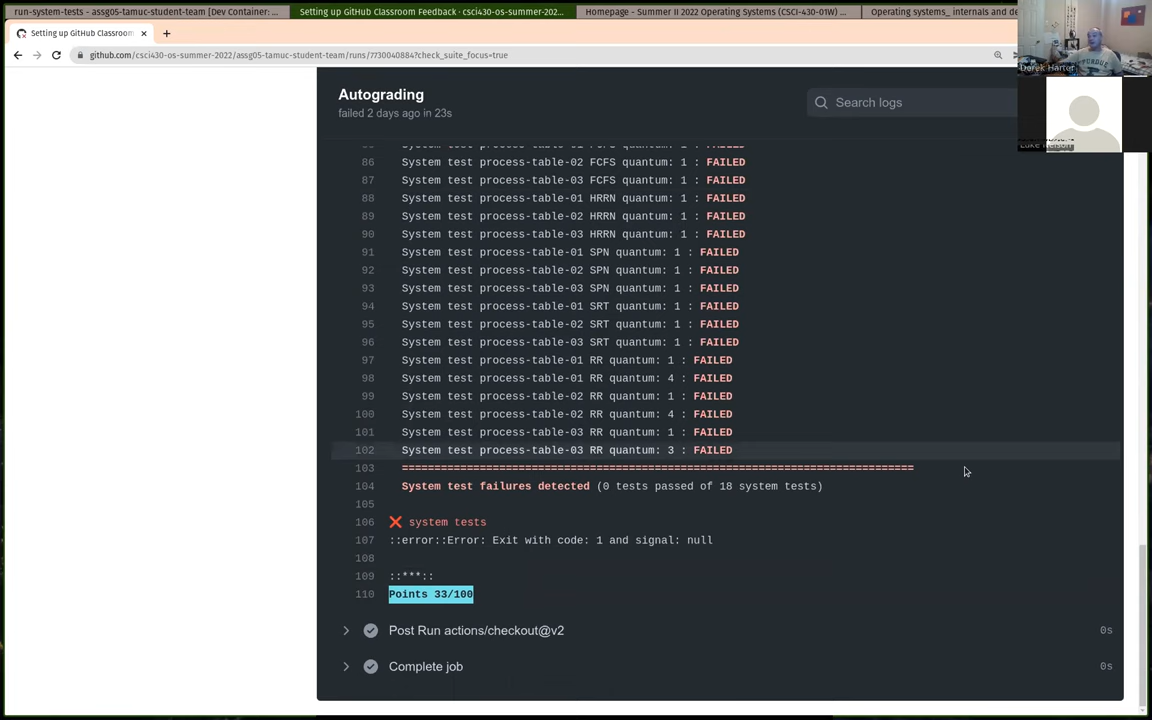 run-system-tests - assg05-tamuc-student-team [Dev Container: ...
Setting up GitHub Classroom Feedback · csci430-os-summer-202...
Homepage - Summer II 2022 Operating Systems (CSCI-430-01W) ...
Operating systems_ internals and de
Setting up GitHub Classroom
github.com/csci430-os-summer-2022/assg05-tamuc-student-team/runs/7730040884?check_suite_focus=true
Derek Harter
Autograding
failed 2 days ago in 23s
Search logs
86 System test process-table-02 FCFS quantum: 1 : FAILED
87 System test process-table-03 FCFS quantum: 1 : FAILED
88 System test process-table-01 HRRN quantum: 1 : FAILED
89 System test process-table-02 HRRN quantum: 1 : FAILED
90 System test process-table-03 HRRN quantum: 1 : FAILED
91 System test process-table-01 SPN quantum: 1 : FAILED
92 System test process-table-02 SPN quantum: 1 : FAILED
93 System test process-table-03 SPN quantum: 1 : FAILED
94 System test process-table-01 SRT quantum: 1 : FAILED
95 System test process-table-02 SRT quantum: 1 : FAILED
96 System test process-table-03 SRT quantum: 1 : FAILED
97 System test process-table-01 RR quantum: 1 : FAILED
98 System test process-table-01 RR quantum: 4 : FAILED
99 System test process-table-02 RR quantum: 1 : FAILED
100 System test process-table-02 RR quantum: 4 : FAILED
101 System test process-table-03 RR quantum: 1 : FAILED
102 System test process-table-03 RR quantum: 3 : FAILED
103 ===============================================================================
104 System test failures detected (0 tests passed of 18 system tests)
105
106 ❌ system tests
107 ::error::Error: Exit with code: 1 and signal: null
108
109 ::***::
110 Points 33/100
Post Run actions/checkout@v2 0s
Complete job 0s